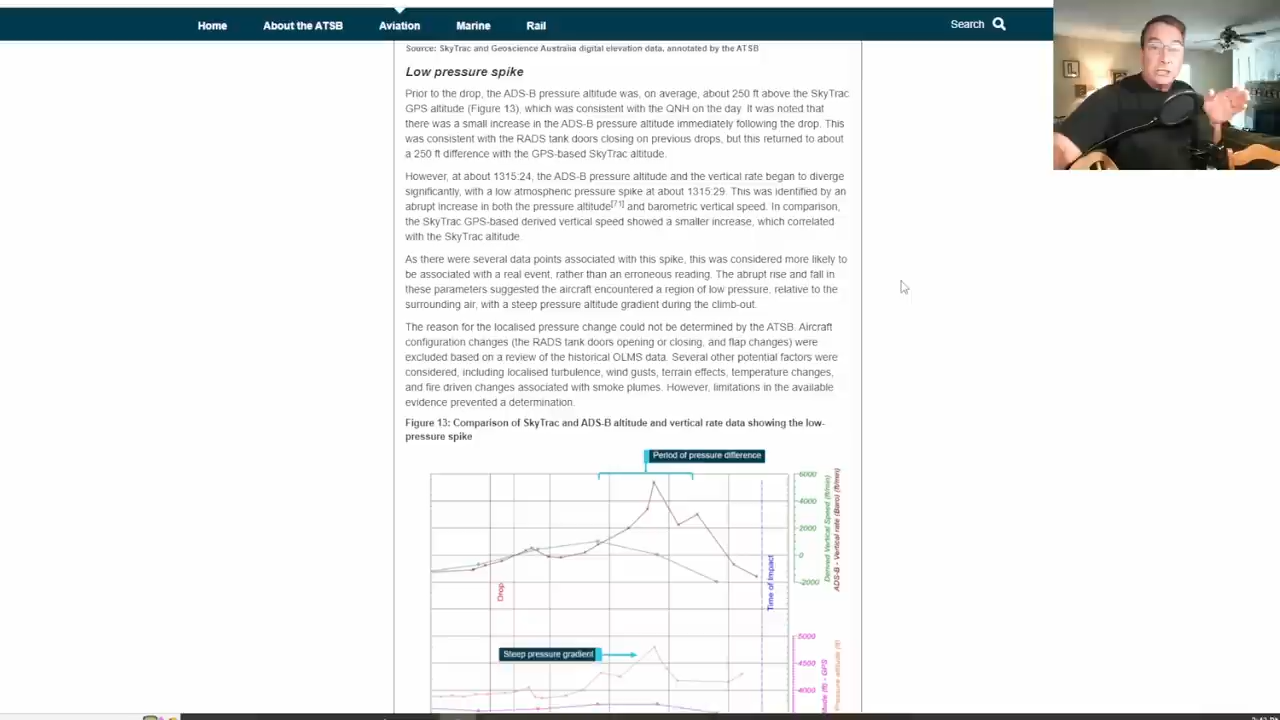 Home About the ATSB Aviation Marine Rail Search
Source: SkyTrac and Geoscience Australia digital elevation data, annotated by the ATSB
Low pressure spike
Prior to the drop, the ADS-B pressure altitude was, on average, about 250 ft above the SkyTrac
GPS altitude (Figure 13), which was consistent with the QNH on the day. It was noted that
there was a small increase in the ADS-B pressure altitude immediately following the drop. This
was consistent with the RADS tank doors closing on previous drops, but this returned to about
a 250 ft difference with the GPS-based SkyTrac altitude.
However, at about 1315:24, the ADS-B pressure altitude and the vertical rate began to diverge
significantly, with a low atmospheric pressure spike at about 1315:29. This was identified by an
abrupt increase in both the pressure altitude[71] and barometric vertical speed. In comparison,
the SkyTrac GPS-based derived vertical speed showed a smaller increase, which correlated
with the SkyTrac altitude.
As there were several data points associated with this spike, this was considered more likely to
be associated with a real event, rather than an erroneous reading. The abrupt rise and fall in
these parameters suggested the aircraft encountered a region of low pressure, relative to the
surrounding air, with a steep pressure altitude gradient during the climb-out.
The reason for the localised pressure change could not be determined by the ATSB. Aircraft
configuration changes (the RADS tank doors opening or closing, and flap changes) were
excluded based on a review of the historical OLMS data. Several other potential factors were
considered, including localised turbulence, wind gusts, terrain effects, temperature changes,
and fire driven changes associated with smoke plumes. However, limitations in the available
evidence prevented a determination.
Figure 13: Comparison of SkyTrac and ADS-B altitude and vertical rate data showing the low-
pressure spike
Period of pressure difference
6000
4000
2000
0
-2000
Derived Vertical Speed (ft/min)
ADS-B - Vertical rate (Baro) (ft/min)
Drop
Time of Impact
Steep pressure gradient
5000
4500
4000
(ft) - GPS
Pressure altitude (ft)